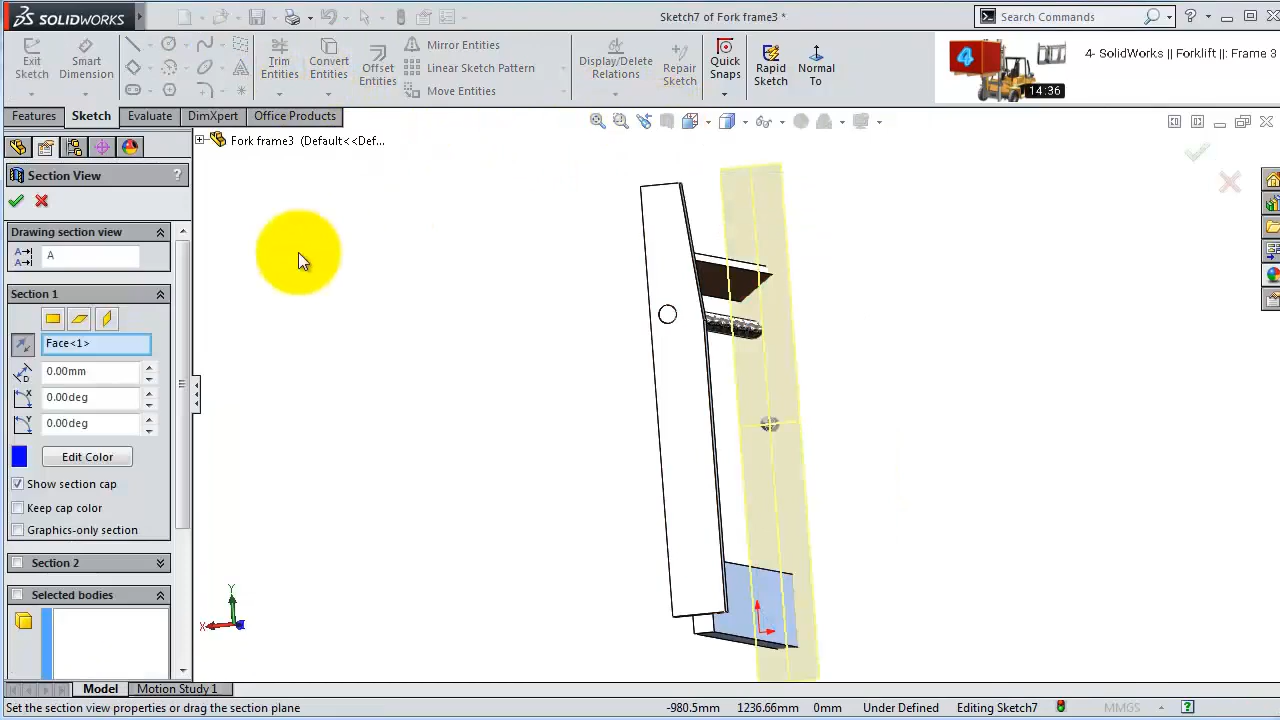 SOLIDWORKS
Sketch7 of Fork frame3 *
Search Commands
?
Exit Sketch
Smart Dimension
Trim Entities
Convert Entities
Offset Entities
Mirror Entities
Linear Sketch Pattern
Move Entities
Display/Delete Relations
Repair Sketch
Quick Snaps
Rapid Sketch
Normal To
4
14:36
4- SolidWorks || Forklift ||: Frame 3
Features
Sketch
Evaluate
DimXpert
Office Products
Fork frame3 (Default<<Def...
Section View
?
Drawing section view
A
Section 1
Face<1>
0.00mm
0.00deg
0.00deg
Edit Color
Show section cap
Keep cap color
Graphics-only section
Section 2
Selected bodies
Y
X
Model
Motion Study 1
Set the section view properties or drag the section plane
-980.5mm
1236.66mm
0mm
Under Defined
Editing Sketch7
MMGS
?